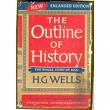 NEW
ENLARGED EDITION
The
Outline of
History
THE WHOLE STORY OF MAN
H.G. WELLS